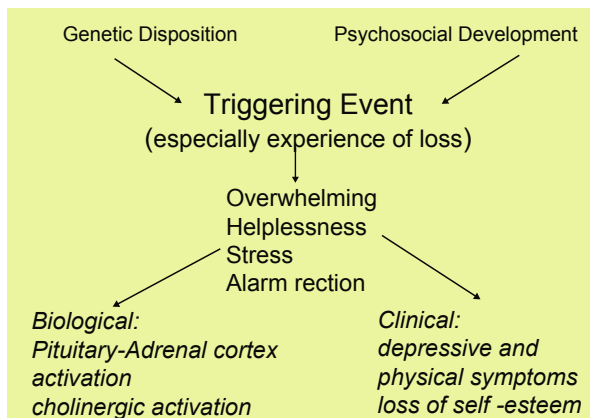 Genetic Disposition
Psychosocial Development
Triggering Event
(especially experience of loss)
Overwhelming
Helplessness
Stress
Alarm rection
Biological:
Pituitary-Adrenal cortex
activation
cholinergic activation
Clinical:
depressive and
physical symptoms
loss of self -esteem